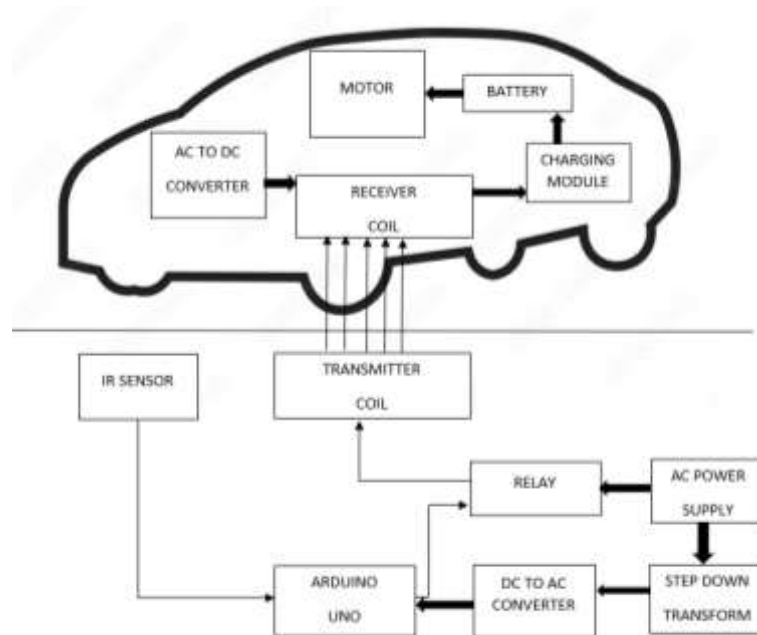 MOTOR
BATTERY
AC TO DC
CONVERTER
CHARGING
MODULE
RECEIVER
COIL
IR SENSOR
TRANSMITTER
COIL
RELAY
AC POWER
SUPPLY
ARDUINO
UNO
DC TO AC
CONVERTER
STEP DOWN
TRANSFORM